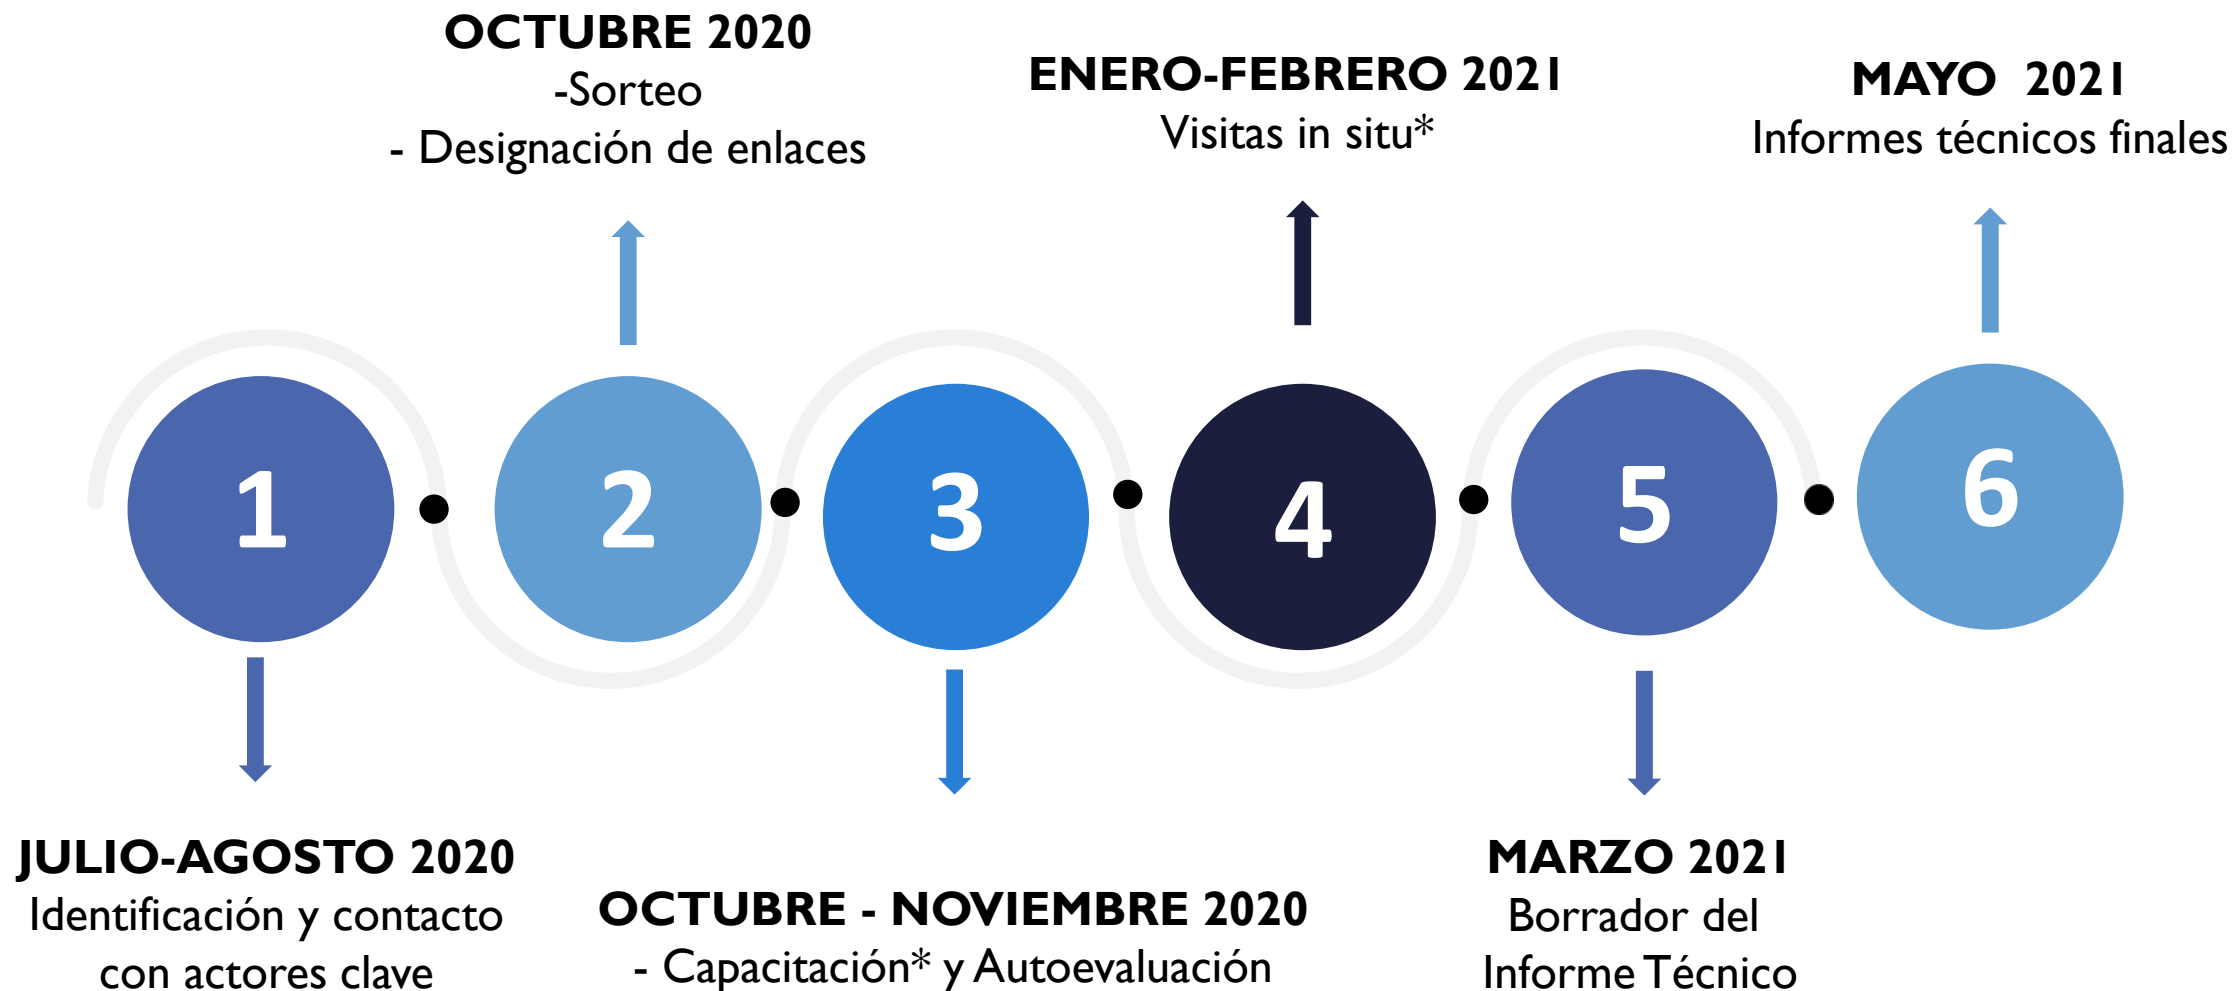 OCTUBRE 2020
-Sorteo
- Designación de enlaces
ENERO-FEBRERO 2021
Visitas in situ*
MAYO 2021
Informes técnicos finales
1
2
3
4
5
6
JULIO-AGOSTO 2020
Identificación y contacto
con actores clave
OCTUBRE - NOVIEMBRE 2020
- Capacitación* y Autoevaluación
MARZO 2021
Borrador del
Informe Técnico